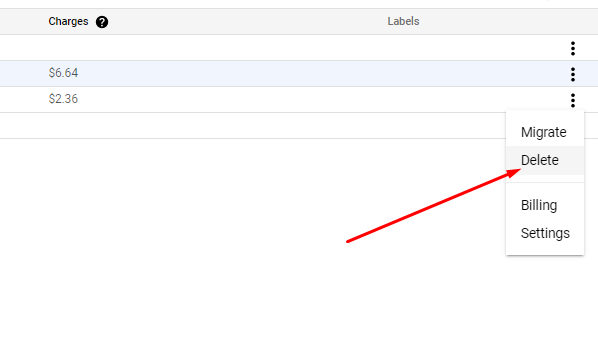 Charges ? Labels
$6.64
$2.36
Migrate
Delete
Billing
Settings